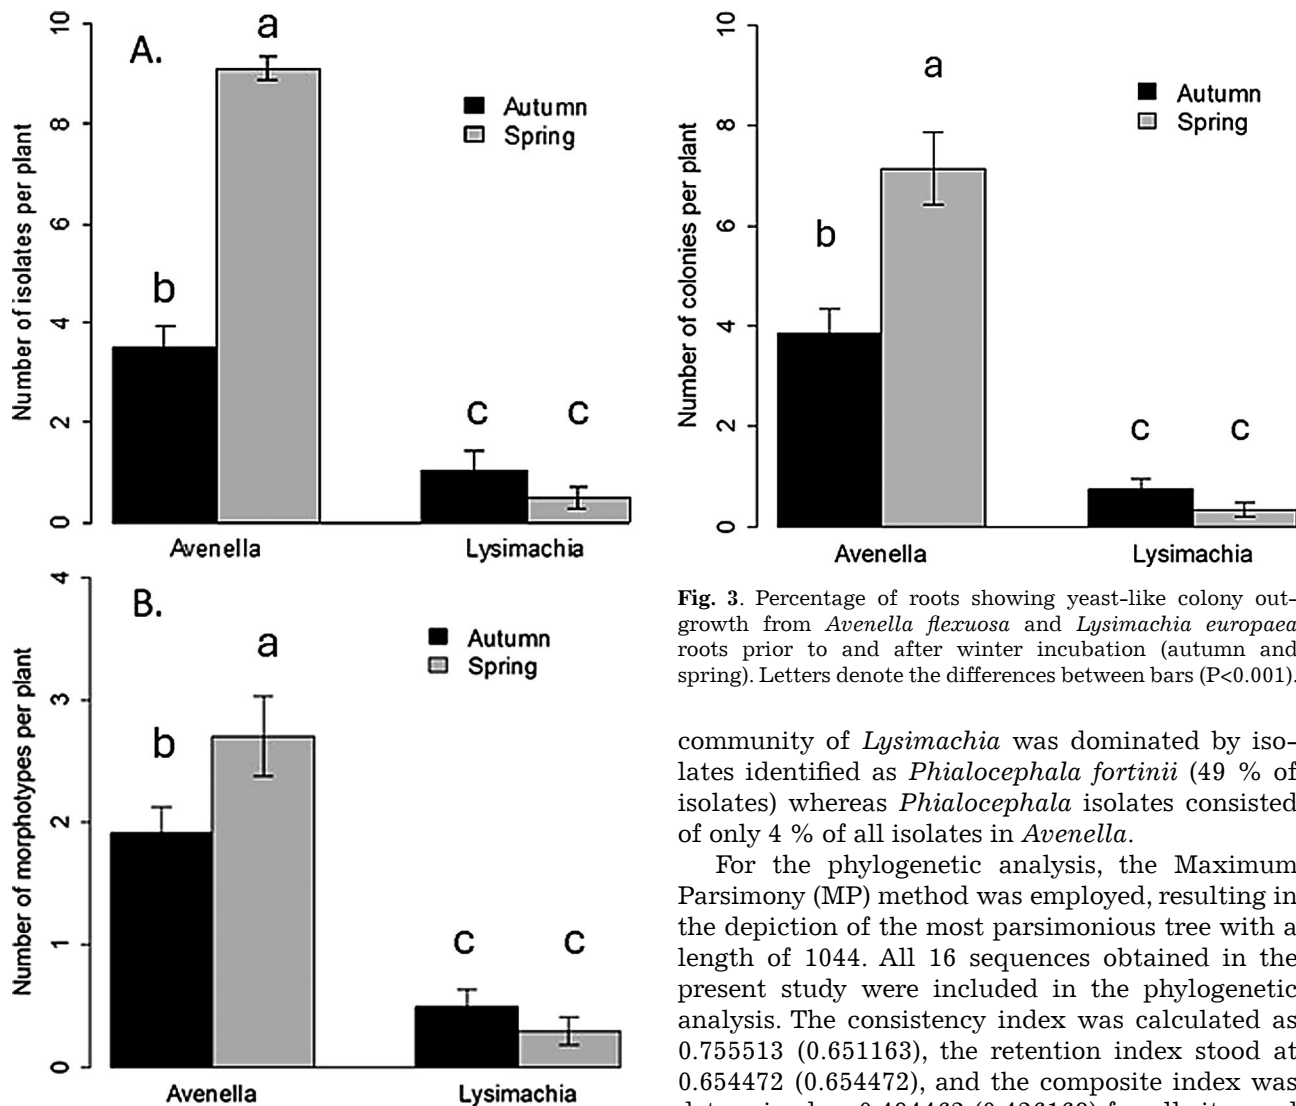 10
8
6
4
2
0
Number of isolates per plant
A.
a
b
c
c
Autumn
Spring
Avenella
Lysimachia
4
3
2
1
0
Number of morphotypes per plant
B.
a
b
c
c
Autumn
Spring
Avenella
Lysimachia
10
8
6
4
2
0
Number of colonies per plant
a
b
c
c
Autumn
Spring
Avenella
Lysimachia
Fig. 3. Percentage of roots showing yeast-like colony out-
growth from Avenella flexuosa and Lysimachia europaea
roots prior to and after winter incubation (autumn and
spring). Letters denote the differences between bars (P<0.001).
community of Lysimachia was dominated by iso-
lates identified as Phialocephala fortinii (49 % of
isolates) whereas Phialocephala isolates consisted
of only 4 % of all isolates in Avenella.
For the phylogenetic analysis, the Maximum
Parsimony (MP) method was employed, resulting in
the depiction of the most parsimonious tree with a
length of 1044. All 16 sequences obtained in the
present study were included in the phylogenetic
analysis. The consistency index was calculated as
0.755513 (0.651163), the retention index stood at
0.654472 (0.654472), and the composite index was